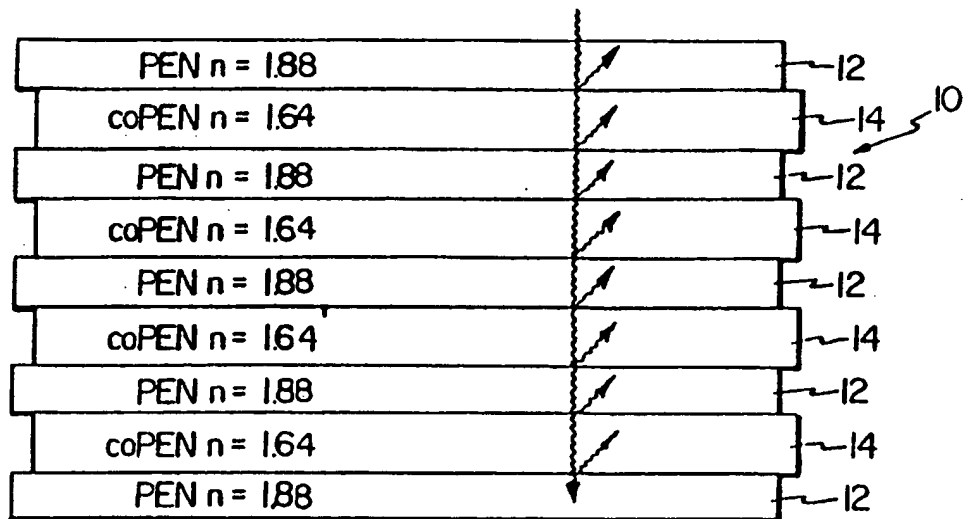 PEN n = 1.88 12
coPEN n = 1.64 14 10
PEN n = 1.88 12
coPEN n = 1.64 14
PEN n = 1.88 12
coPEN n = 1.64 14
PEN n = 1.88 12
coPEN n = 1.64 14
PEN n = 1.88 12